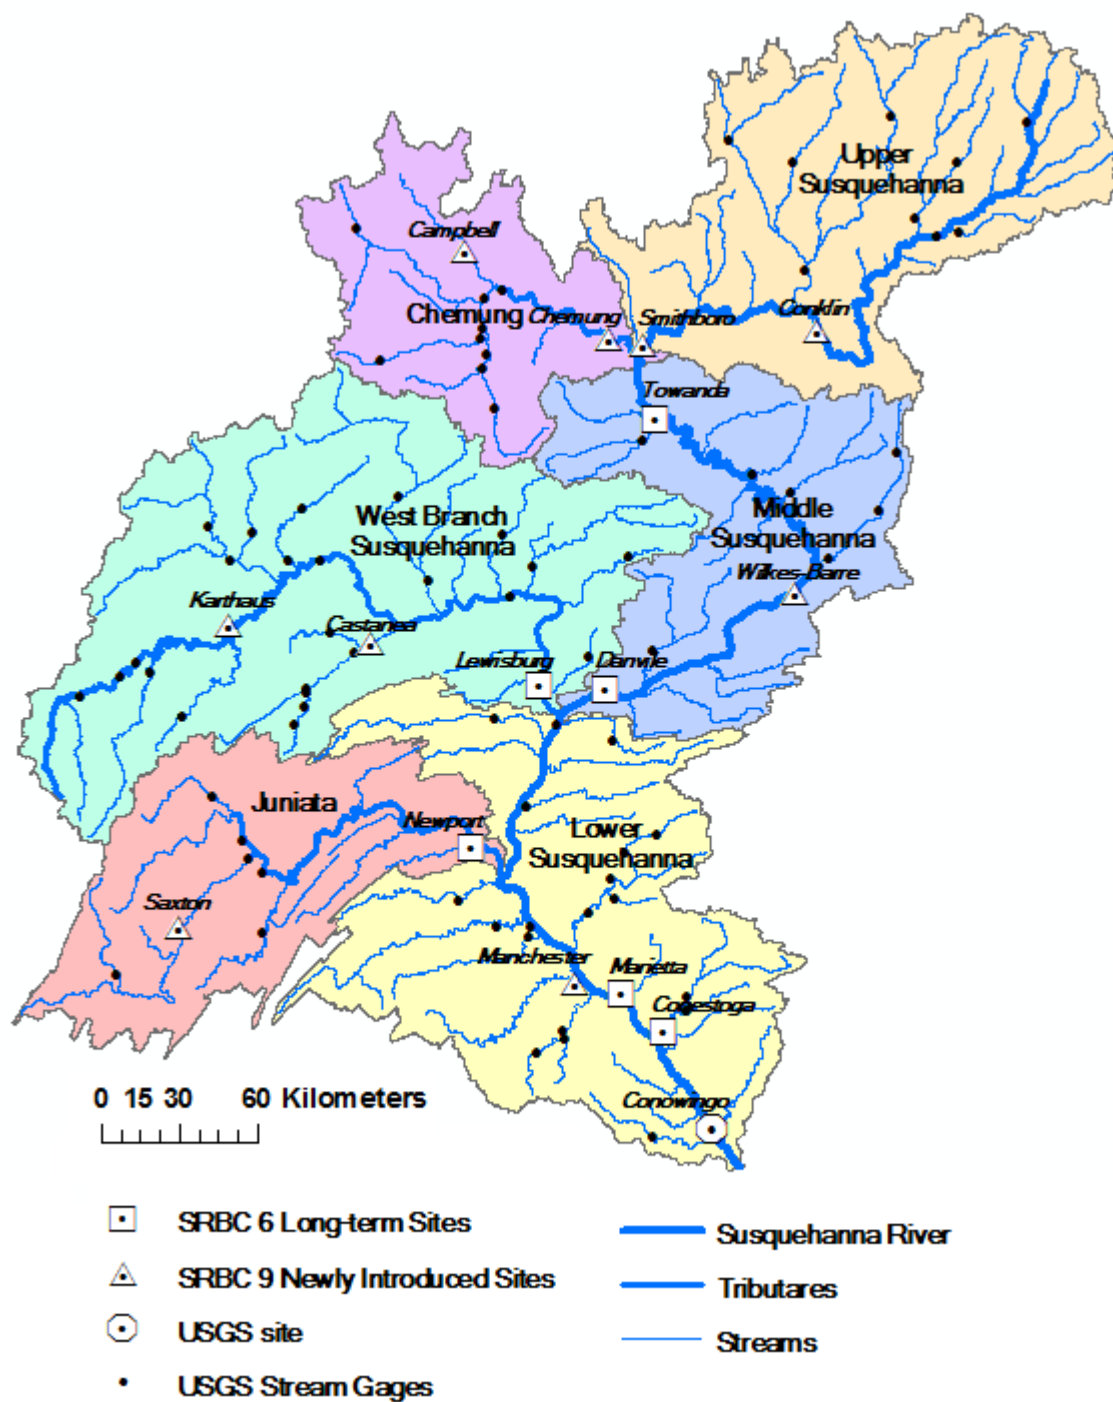 Upper
Susquehanna
Campbell
Chemung
Chemung
Smithboro
Conklin
Towanda
West Branch
Susquehanna
Middle
Susquehanna
Wilkes-Barre
Karthaus
Castanea
Lewisburg
Danville
Juniata
Newport
Lower
Susquehanna
Saxton
Manchester
Marietta
Conestoga
Conowingo
0 15 30 60 Kilometers
SRBC 6 Long-term Sites
SRBC 9 Newly Introduced Sites
USGS site
USGS Stream Gages
Susquehanna River
Tributares
Streams